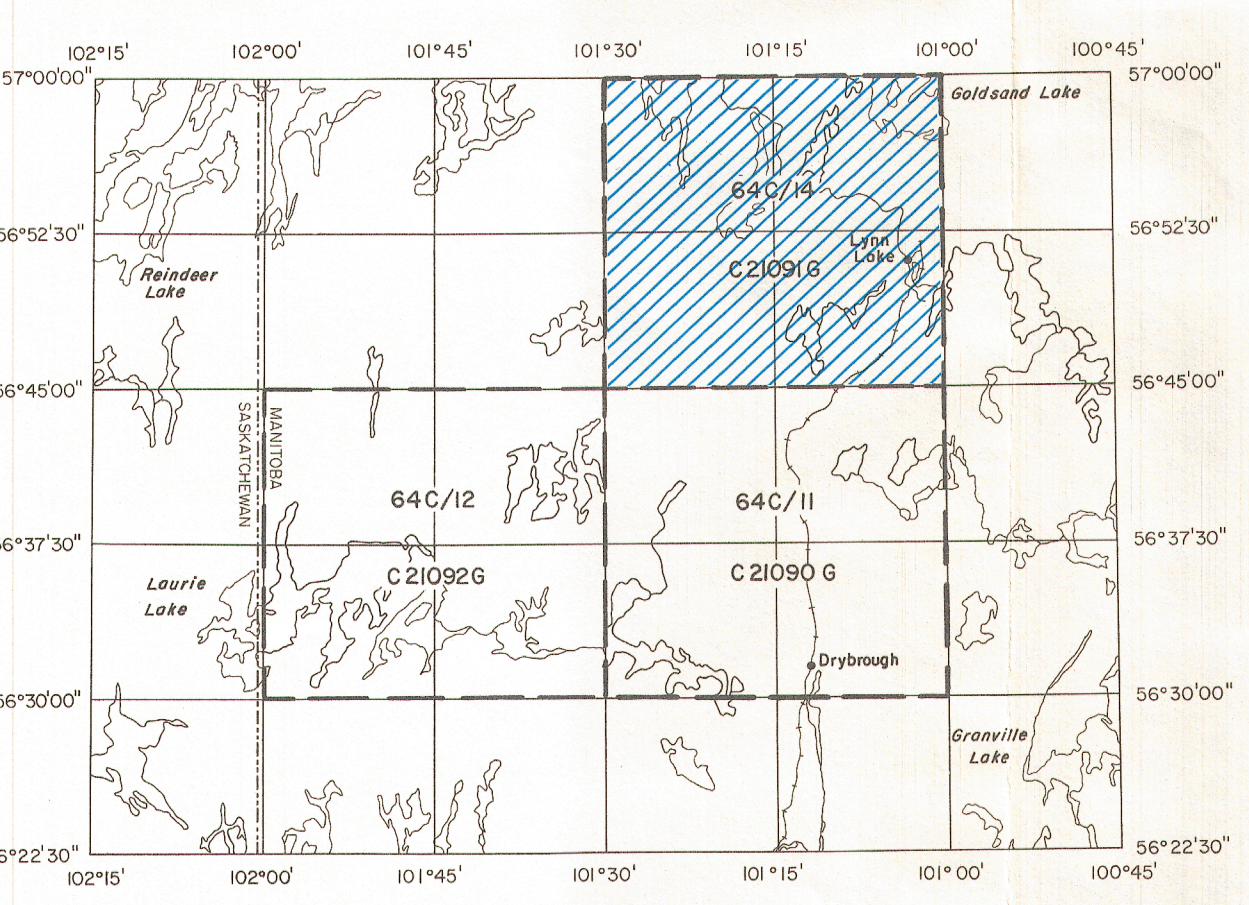 102°15' 102°00' 101°45' 101°30' 101°15' 101°00' 100°45'
57°00'00" 57°00'00"
Goldsand Lake
64C/14
56°52'30" 56°52'30"
Lynn
Lake
C21091G
Reindeer
Lake
56°45'00" 56°45'00"
SASKATCHEWAN
MANITOBA
64C/12 64C/11
56°37'30" 56°37'30"
C21092G C21090G
Laurie
Lake
Drybrough
56°30'00" 56°30'00"
Granville
Lake
56°22'30" 56°22'30"
102°15' 102°00' 101°45' 101°30' 101°15' 101°00' 100°45'